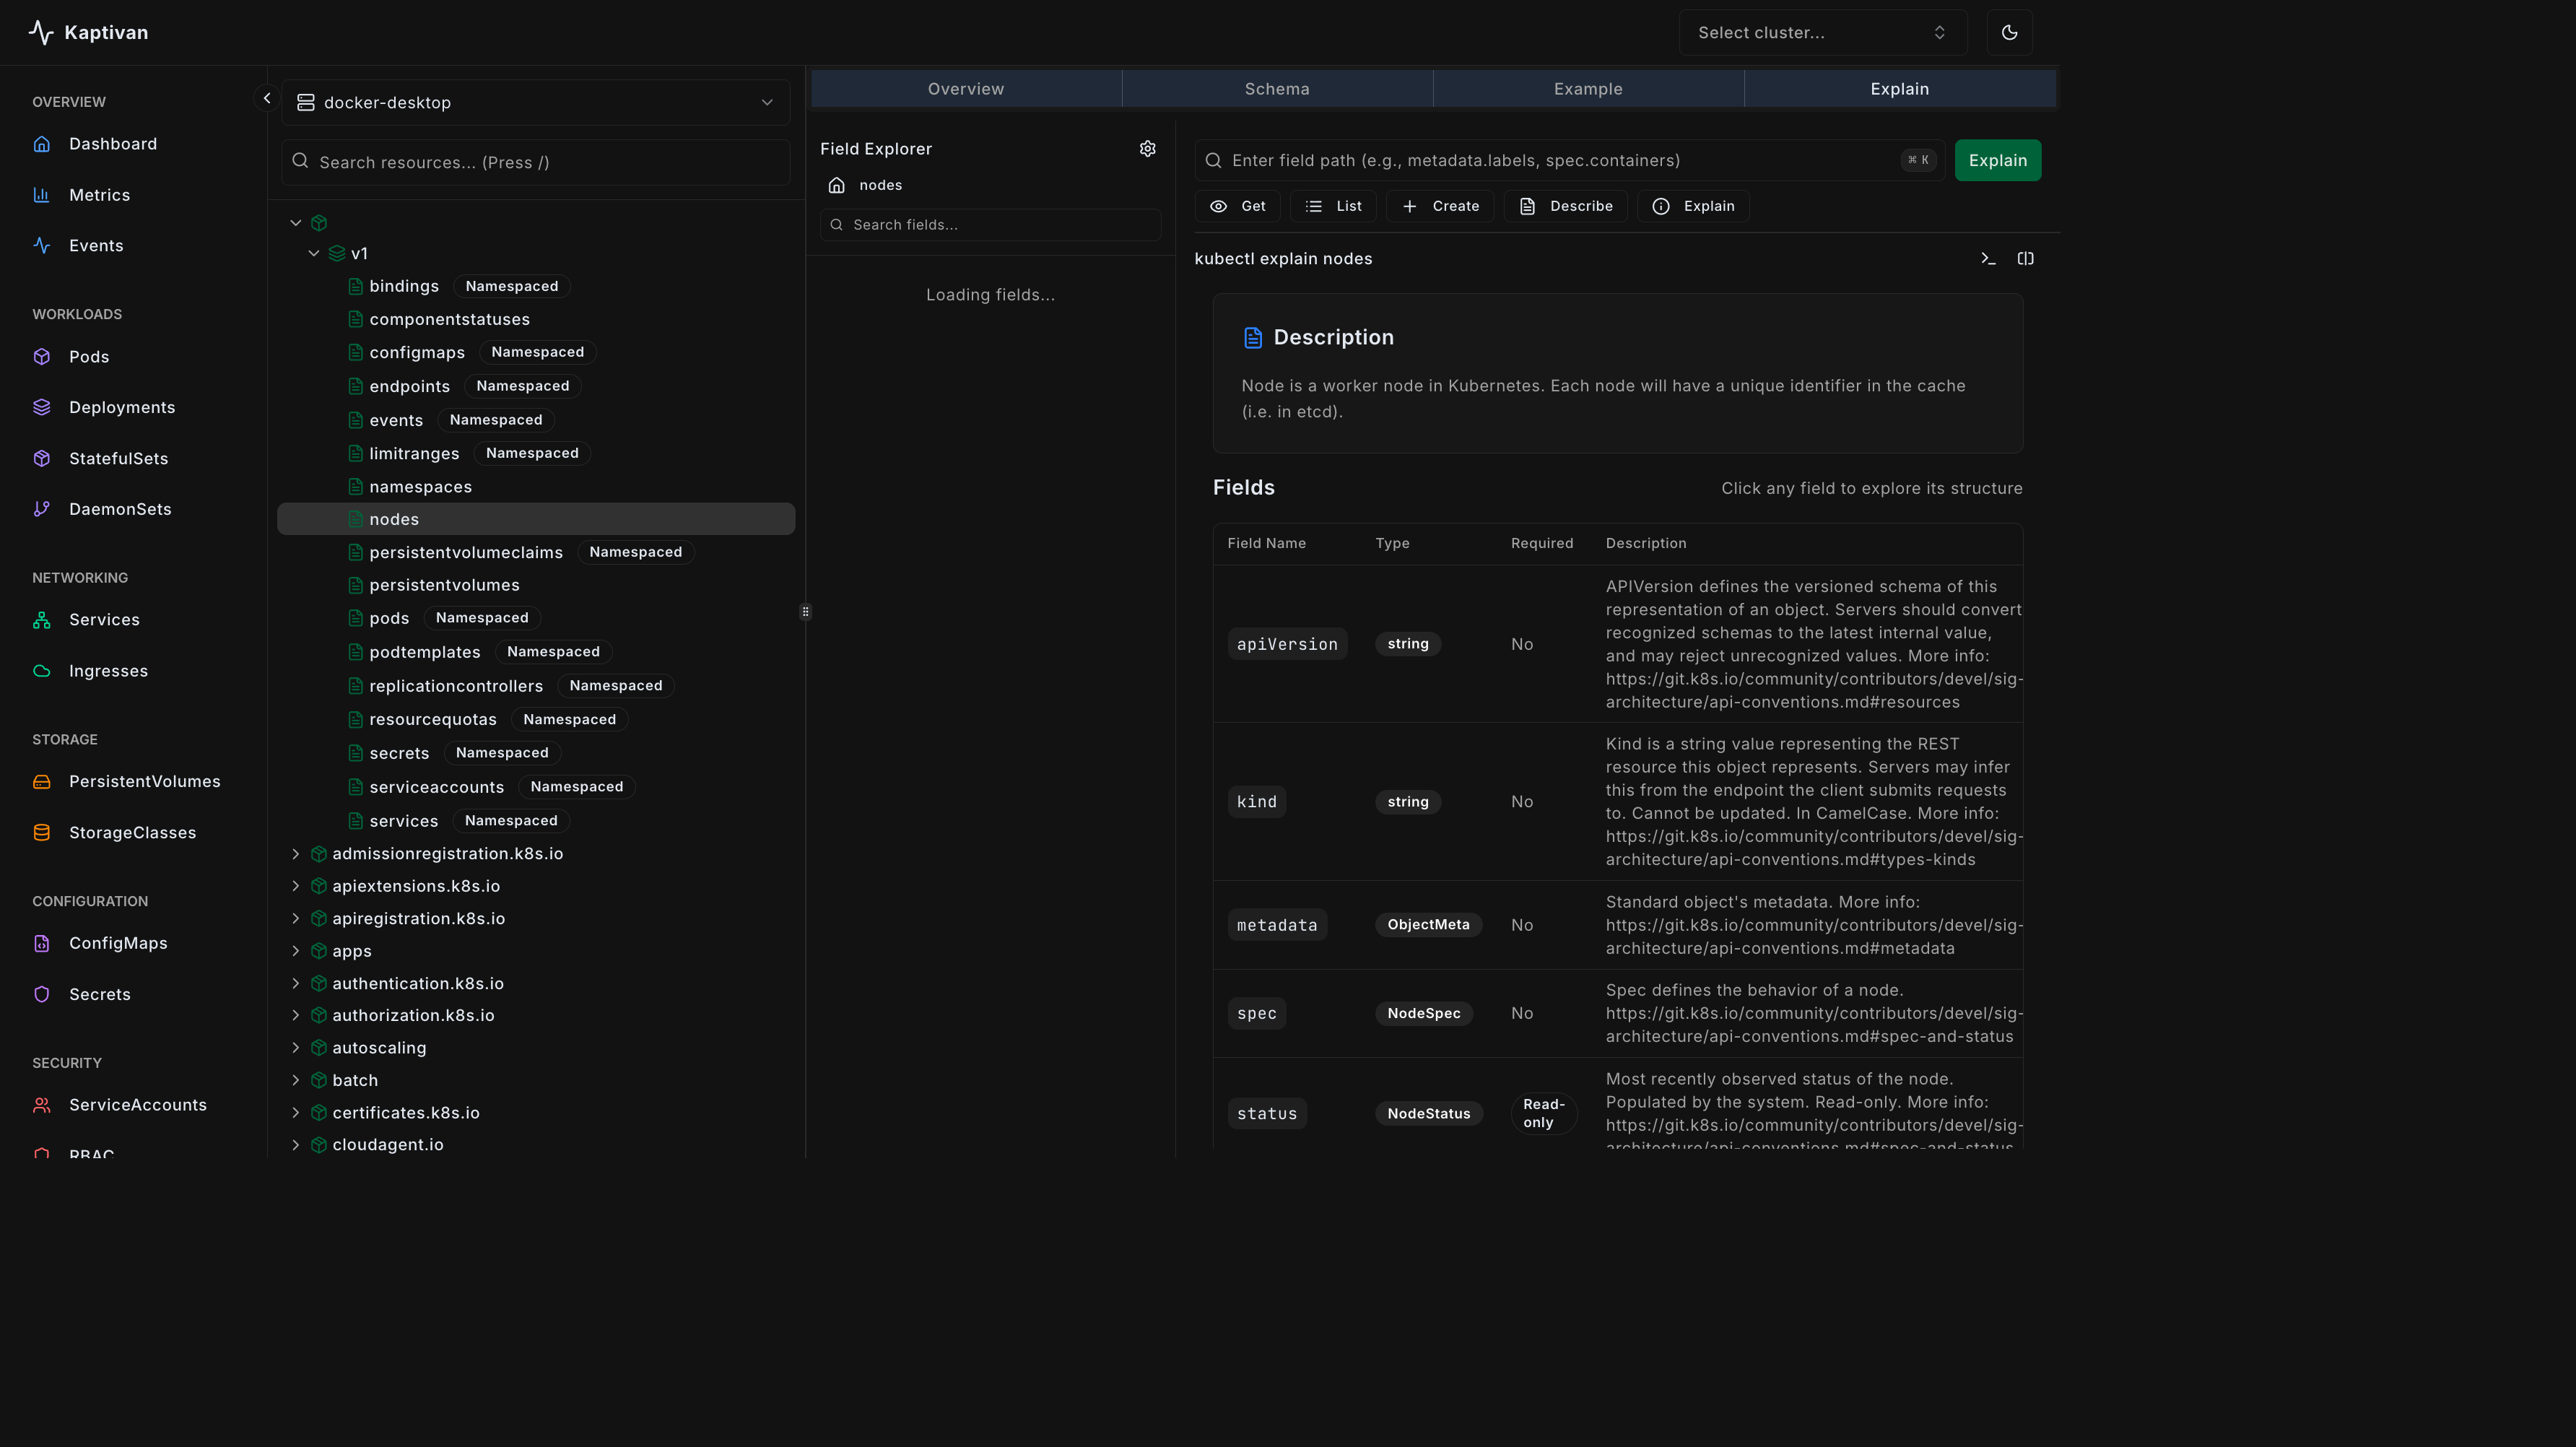 Kaptivan
Select cluster...
OVERVIEW
Dashboard
Metrics
Events
WORKLOADS
Pods
Deployments
StatefulSets
DaemonSets
NETWORKING
Services
Ingresses
STORAGE
PersistentVolumes
StorageClasses
CONFIGURATION
ConfigMaps
Secrets
SECURITY
ServiceAccounts
RBAC
docker-desktop
Search resources... (Press /)
v1
bindings Namespaced
componentstatuses
configmaps Namespaced
endpoints Namespaced
events Namespaced
limitranges Namespaced
namespaces
nodes
persistentvolumeclaims Namespaced
persistentvolumes
pods Namespaced
podtemplates Namespaced
replicationcontrollers Namespaced
resourcequotas Namespaced
secrets Namespaced
serviceaccounts Namespaced
services Namespaced
admissionregistration.k8s.io
apiextensions.k8s.io
apiregistration.k8s.io
apps
authentication.k8s.io
authorization.k8s.io
autoscaling
batch
certificates.k8s.io
cloudagent.io
Overview Schema Example Explain
Field Explorer
nodes
Search fields...
Loading fields...
Enter field path (e.g., metadata.labels, spec.containers) ⌘ K Explain
Get List Create Describe Explain
kubectl explain nodes
Description
Node is a worker node in Kubernetes. Each node will have a unique identifier in the cache
(i.e. in etcd).
Fields Click any field to explore its structure
Field Name Type Required Description
apiVersion string No
APIVersion defines the versioned schema of this
representation of an object. Servers should convert
recognized schemas to the latest internal value,
and may reject unrecognized values. More info:
https://git.k8s.io/community/contributors/devel/sig-
architecture/api-conventions.md#resources
kind string No
Kind is a string value representing the REST
resource this object represents. Servers may infer
this from the endpoint the client submits requests
to. Cannot be updated. In CamelCase. More info:
https://git.k8s.io/community/contributors/devel/sig-
architecture/api-conventions.md#types-kinds
metadata ObjectMeta No
Standard object's metadata. More info:
https://git.k8s.io/community/contributors/devel/sig-
architecture/api-conventions.md#metadata
spec NodeSpec No
Spec defines the behavior of a node.
https://git.k8s.io/community/contributors/devel/sig-
architecture/api-conventions.md#spec-and-status
status NodeStatus Read-
only
Most recently observed status of the node.
Populated by the system. Read-only. More info:
https://git.k8s.io/community/contributors/devel/sig-
architecture/api-conventions.md#spec-and-status